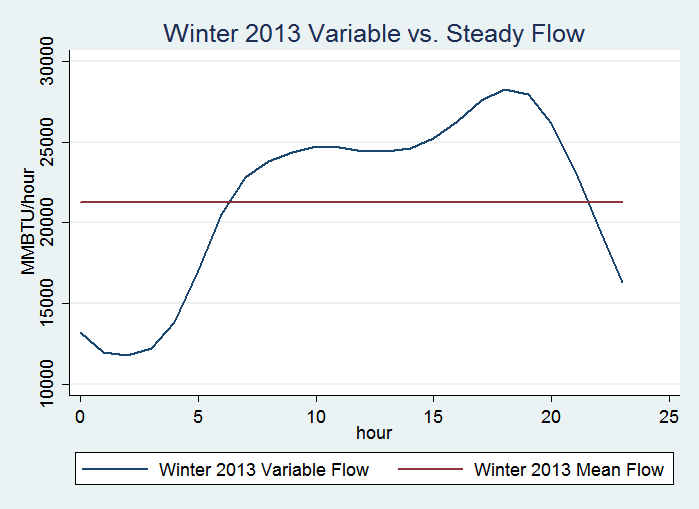 Winter 2013 Variable vs. Steady Flow
30000
25000
20000
15000
10000
MMBTU/hour
0 5 10 15 20 25
hour
Winter 2013 Variable Flow Winter 2013 Mean Flow